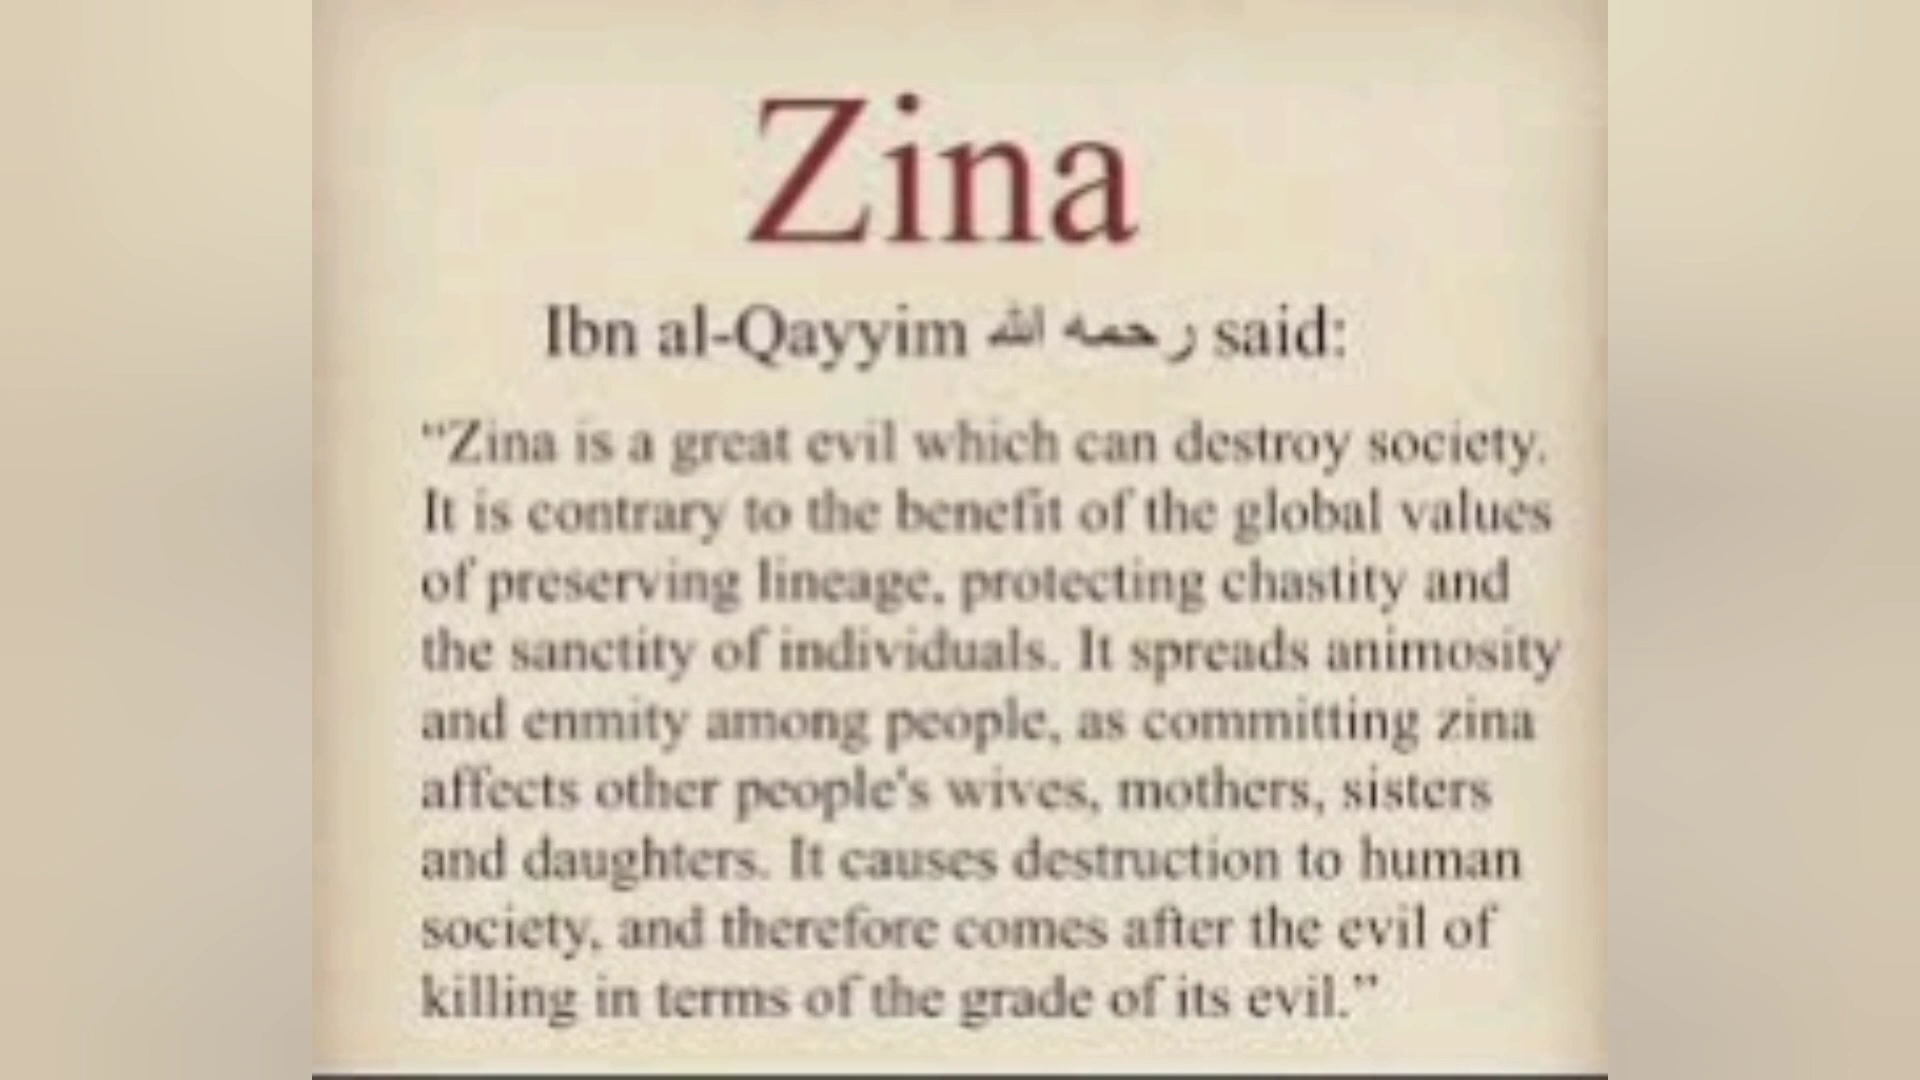 Zina
Ibn al-Qayyim رحمه الله said:
“Zina is a great evil which can destroy society.
It is contrary to the benefit of the global values
of preserving lineage, protecting chastity and
the sanctity of individuals. It spreads animosity
and enmity among people, as committing zina
affects other people's wives, mothers, sisters
and daughters. It causes destruction to human
society, and therefore comes after the evil of
killing in terms of the grade of its evil.”